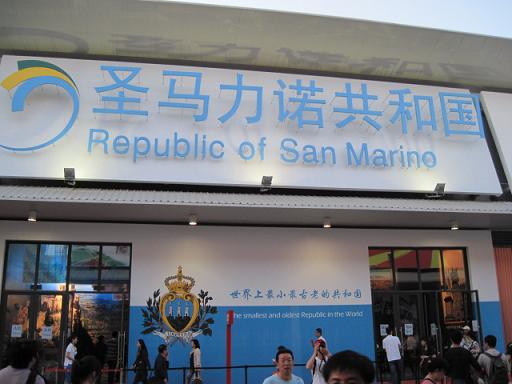 圣马力诺共和国
Republic of San Marino
世界上最小最古老的共和国
The smallest and oldest Republic in the World